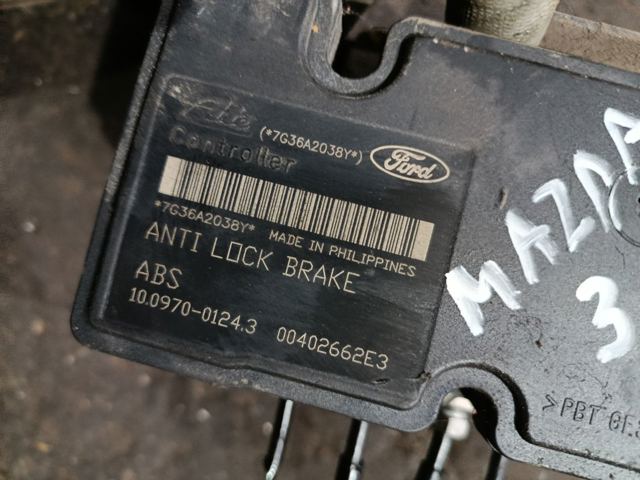 Ate (*7G36A2038Y*)
Controller Ford
*7G36A2038Y* MADE IN PHILIPPINES
ANTI LOCK BRAKE
ABS
10.0970-0124.3 00402662E3
MAZDA
3
>PBT